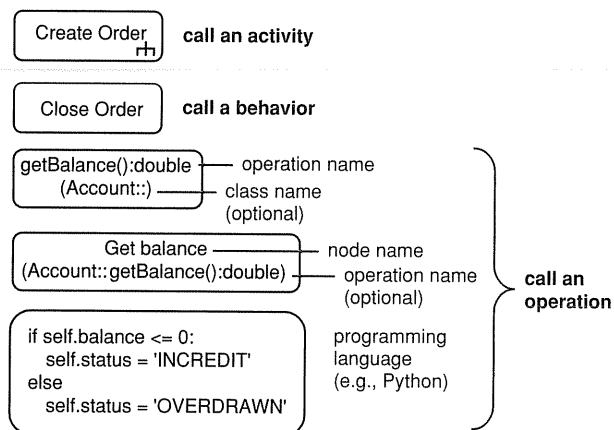 Create Order
call an activity
Close Order
call a behavior
getBalance():double
operation name
(Account::)
class name
(optional)
Get balance
node name
(Account::getBalance():double)
operation name
(optional)
call an
operation
if self.balance <= 0:
self.status = 'INCREDIT'
else
self.status = 'OVERDRAWN'
programming
language
(e.g., Python)